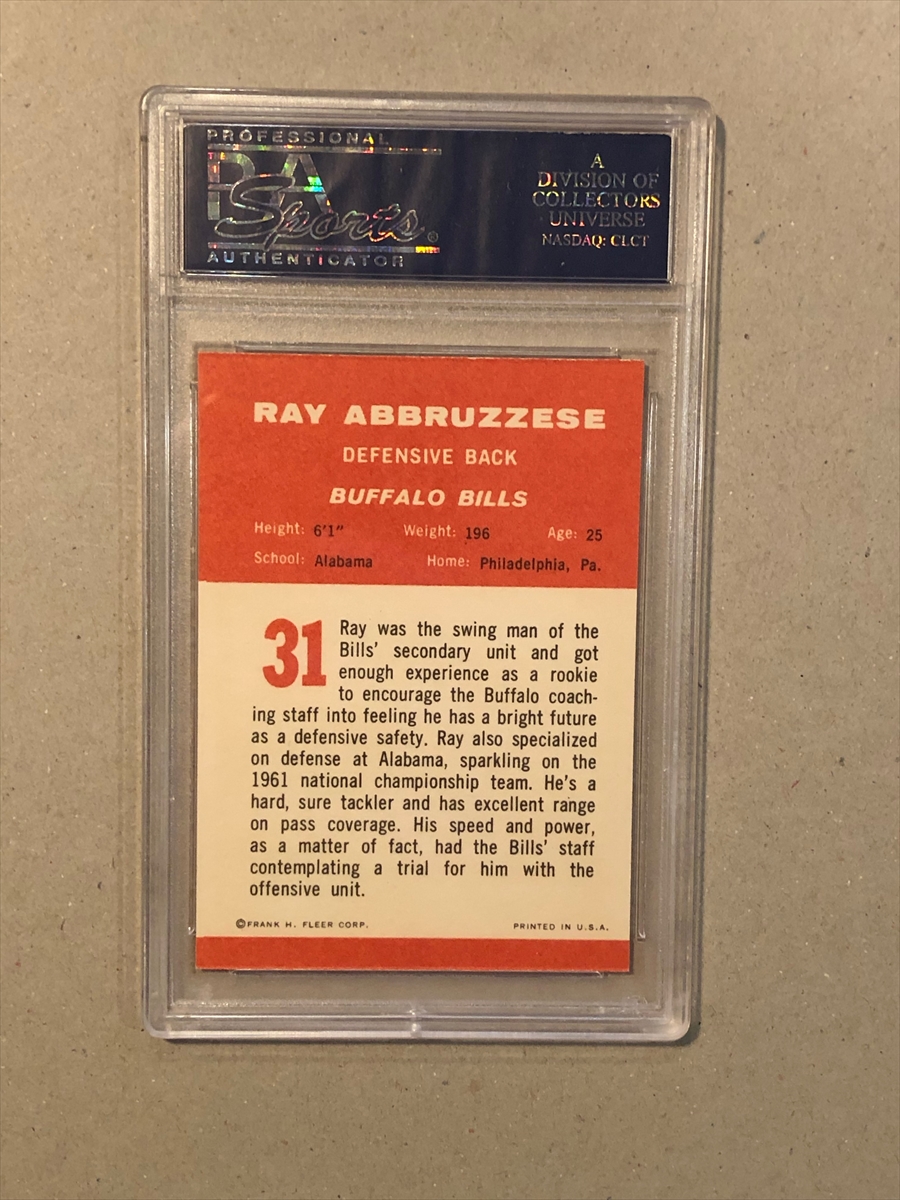 PROFESSIONAL
PSA
Sports®
AUTHENTICATOR
A
DIVISION OF
COLLECTORS
UNIVERSE
NASDAQ: CLCT
RAY ABBRUZZESE
DEFENSIVE BACK
BUFFALO BILLS
Height: 6'1" Weight: 196 Age: 25
School: Alabama Home: Philadelphia, Pa.
31
Ray was the swing man of the
Bills' secondary unit and got
enough experience as a rookie
to encourage the Buffalo coach-
ing staff into feeling he has a bright future
as a defensive safety. Ray also specialized
on defense at Alabama, sparkling on the
1961 national championship team. He's a
hard, sure tackler and has excellent range
on pass coverage. His speed and power,
as a matter of fact, had the Bills' staff
contemplating a trial for him with the
offensive unit.
©FRANK H. FLEER CORP. PRINTED IN U.S.A.